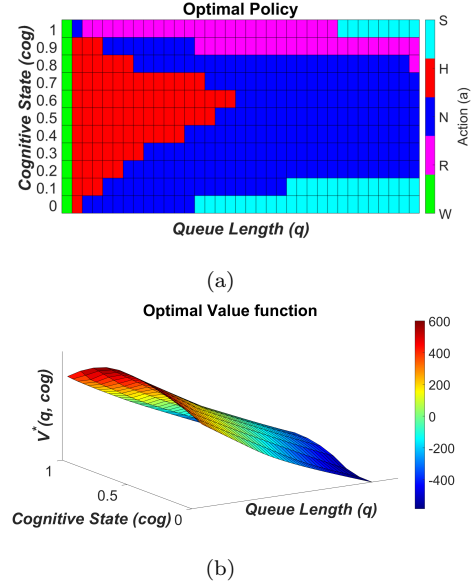 Optimal Policy
Cognitive State (cog)
1
0.9
0.8
0.7
0.6
0.5
0.4
0.3
0.2
0.1
0
Queue Length (q)
S
H
N
R
W
Action (a)
(a)
Optimal Value function
V*(q, cog)
1
0.5
0
Cognitive State (cog)
Queue Length (q)
600
400
200
0
-200
-400
(b)